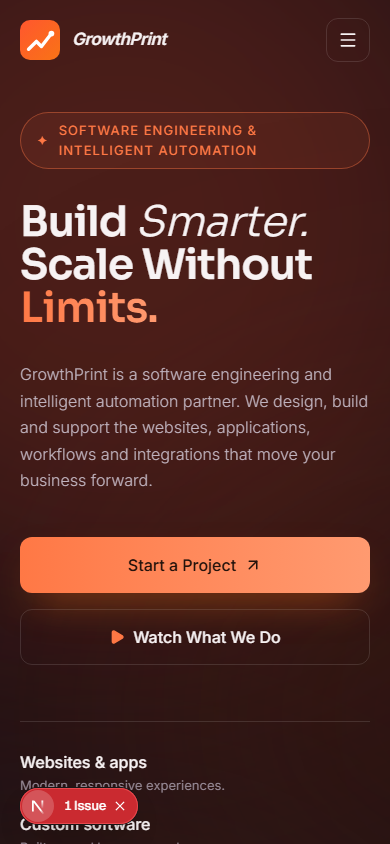 GrowthPrint
SOFTWARE ENGINEERING &
INTELLIGENT AUTOMATION
Build Smarter.
Scale Without
Limits.
GrowthPrint is a software engineering and
intelligent automation partner. We design, build
and support the websites, applications,
workflows and integrations that move your
business forward.
Start a Project
Watch What We Do
Websites & apps
Modern, responsive experiences.
N 1 Issue
Custom software